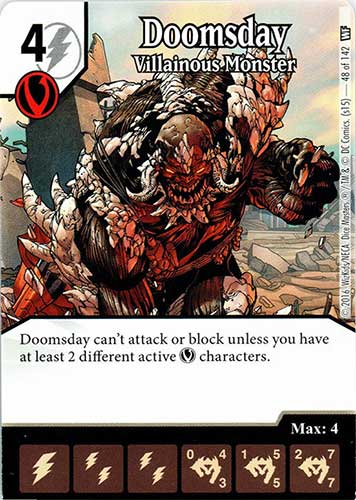 4
Doomsday
Villainous Monster
Doomsday can't attack or block unless you have
at least 2 different active characters.
Max: 4
0 4 3
1 5 5
2 7 7
© 2016 WizKids/NECA. Dice Masters ® / TM & © DC Comics. (s15) — 48 of 142 WF